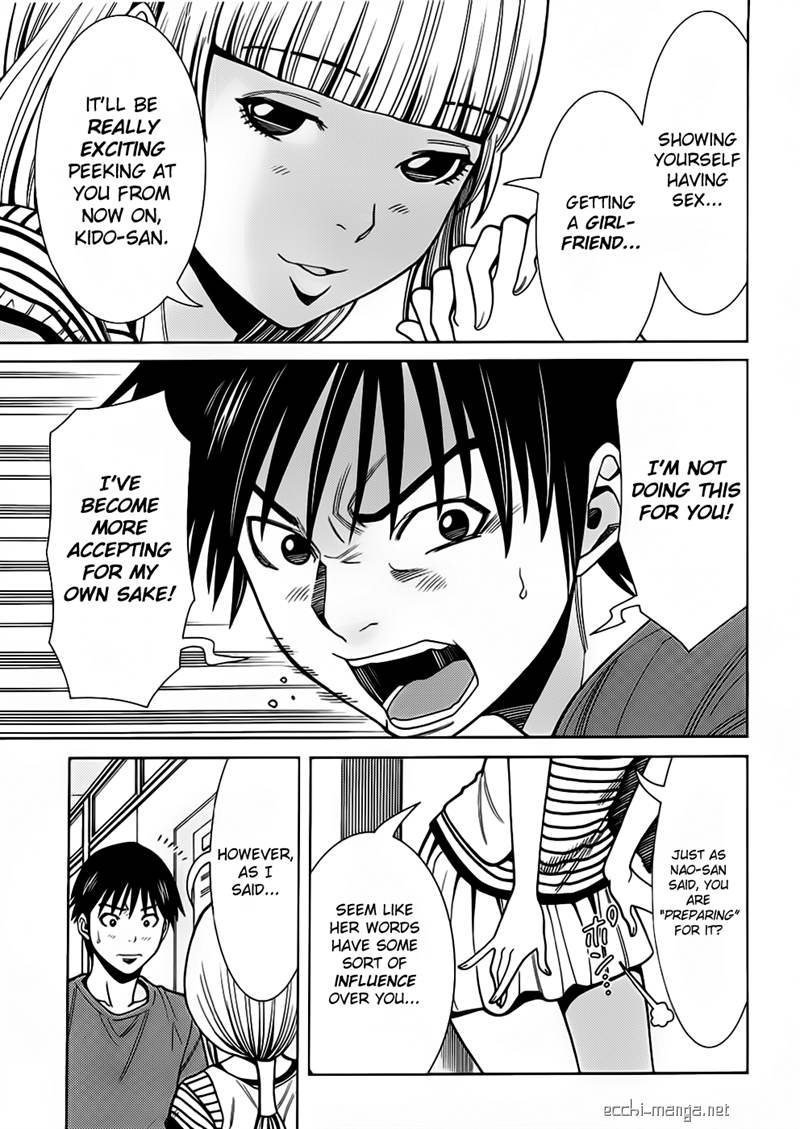 SHOWING
YOURSELF
HAVING
SEX...
GETTING
A GIRL-
FRIEND...
IT'LL BE
REALLY
EXCITING
PEEKING AT
YOU FROM
NOW ON,
KIDO-SAN.
I'M NOT
DOING THIS
FOR YOU!
I'VE
BECOME
MORE
ACCEPTING
FOR MY
OWN SAKE!
JUST AS
NAO-SAN
SAID, YOU
ARE
"PREPARING"
FOR IT?
ポン
SEEM LIKE
HER WORDS
HAVE SOME
SORT OF
INFLUENCE
OVER YOU...
HOWEVER,
AS I
SAID...
ecchi-manga.net